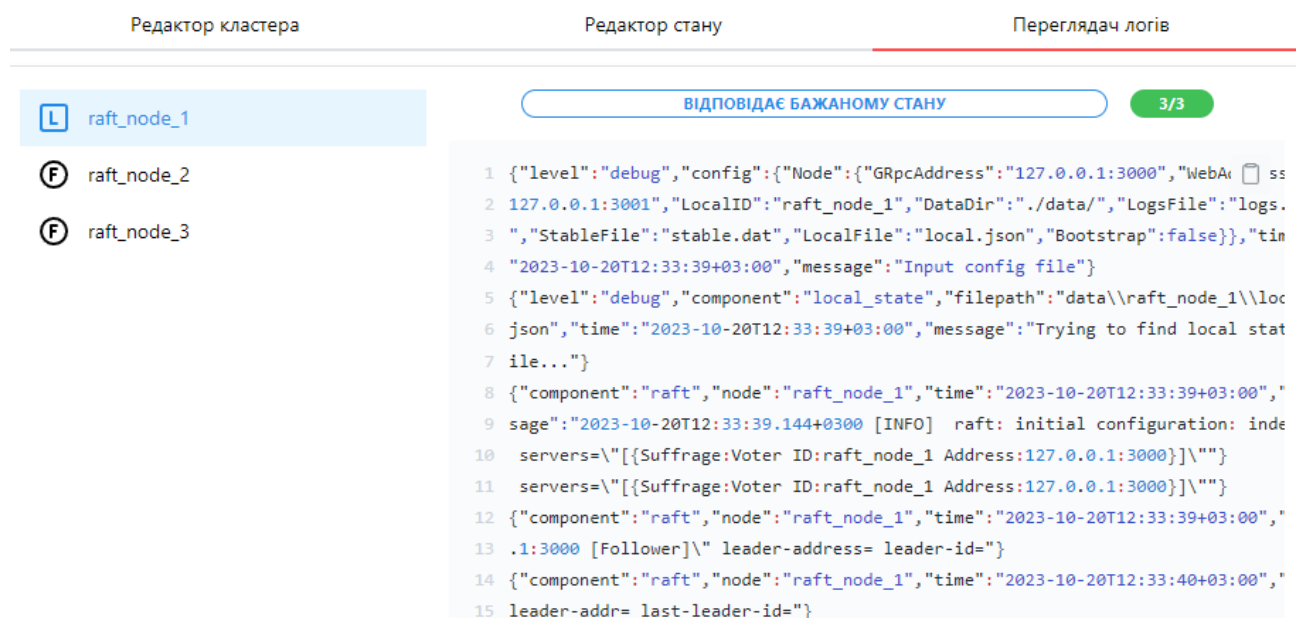 Редактор кластера Редактор стану Переглядач логів
L raft_node_1
F raft_node_2
F raft_node_3
ВІДПОВІДАЄ БАЖАНОМУ СТАНУ 3/3
1 {"level":"debug","config":{"Node":{"GRpcAddress":"127.0.0.1:3000","WebAd ss
2 127.0.0.1:3001","LocalID":"raft_node_1","DataDir":"./data/","LogsFile":"logs.
3 ","StableFile":"stable.dat","LocalFile":"local.json","Bootstrap":false}},"tim
4 "2023-10-20T12:33:39+03:00","message":"Input config file"}
5 {"level":"debug","component":"local_state","filepath":"data\\raft_node_1\\loc
6 json","time":"2023-10-20T12:33:39+03:00","message":"Trying to find local stat
7 ile..."}
8 {"component":"raft","node":"raft_node_1","time":"2023-10-20T12:33:39+03:00","
9 sage":"2023-10-20T12:33:39.144+0300 [INFO]  raft: initial configuration: inde
10  servers=\"[{Suffrage:Voter ID:raft_node_1 Address:127.0.0.1:3000}]\""}
11  servers=\"[{Suffrage:Voter ID:raft_node_1 Address:127.0.0.1:3000}]\""}
12 {"component":"raft","node":"raft_node_1","time":"2023-10-20T12:33:39+03:00","
13 .1:3000 [Follower]\" leader-address= leader-id="}
14 {"component":"raft","node":"raft_node_1","time":"2023-10-20T12:33:40+03:00","
15 leader-addr= last-leader-id="}